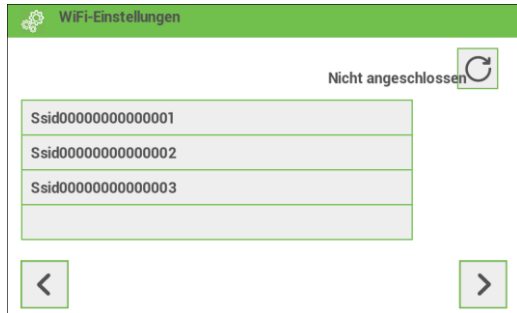 WiFi-Einstellungen
Nicht angeschlossen
Ssid00000000000001
Ssid00000000000002
Ssid00000000000003